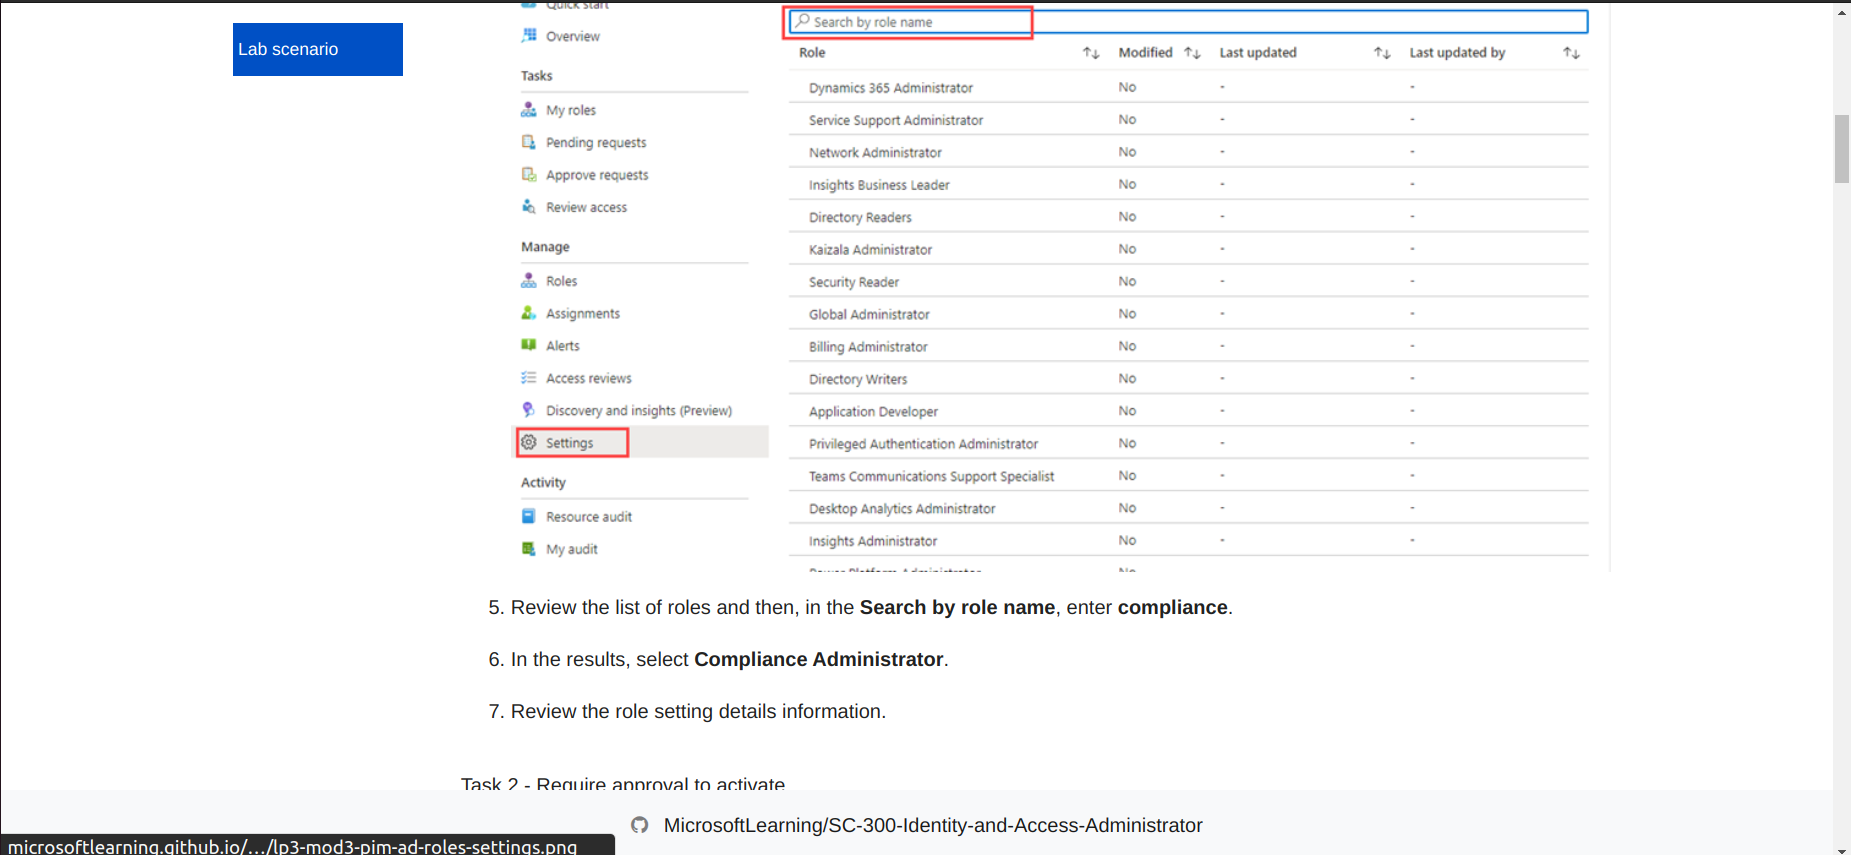 Lab scenario
Quick start
Overview
Tasks
My roles
Pending requests
Approve requests
Review access
Manage
Roles
Assignments
Alerts
Access reviews
Discovery and insights (Preview)
Settings
Activity
Resource audit
My audit
Search by role name
Role Modified Last updated Last updated by
Dynamics 365 Administrator No - -
Service Support Administrator No - -
Network Administrator No - -
Insights Business Leader No - -
Directory Readers No - -
Kaizala Administrator No - -
Security Reader No - -
Global Administrator No - -
Billing Administrator No - -
Directory Writers No - -
Application Developer No - -
Privileged Authentication Administrator No - -
Teams Communications Support Specialist No - -
Desktop Analytics Administrator No - -
Insights Administrator No - -
Power Platform Administrator No
5. Review the list of roles and then, in the Search by role name, enter compliance.
6. In the results, select Compliance Administrator.
7. Review the role setting details information.
Task 2 - Require approval to activate
MicrosoftLearning/SC-300-Identity-and-Access-Administrator
microsoftlearning.github.io/…/lp3-mod3-pim-ad-roles-settings.png